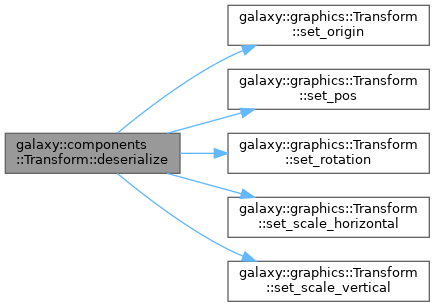 galaxy::components
::Transform::deserialize
galaxy::graphics::Transform
::set_origin
galaxy::graphics::Transform
::set_pos
galaxy::graphics::Transform
::set_rotation
galaxy::graphics::Transform
::set_scale_horizontal
galaxy::graphics::Transform
::set_scale_vertical